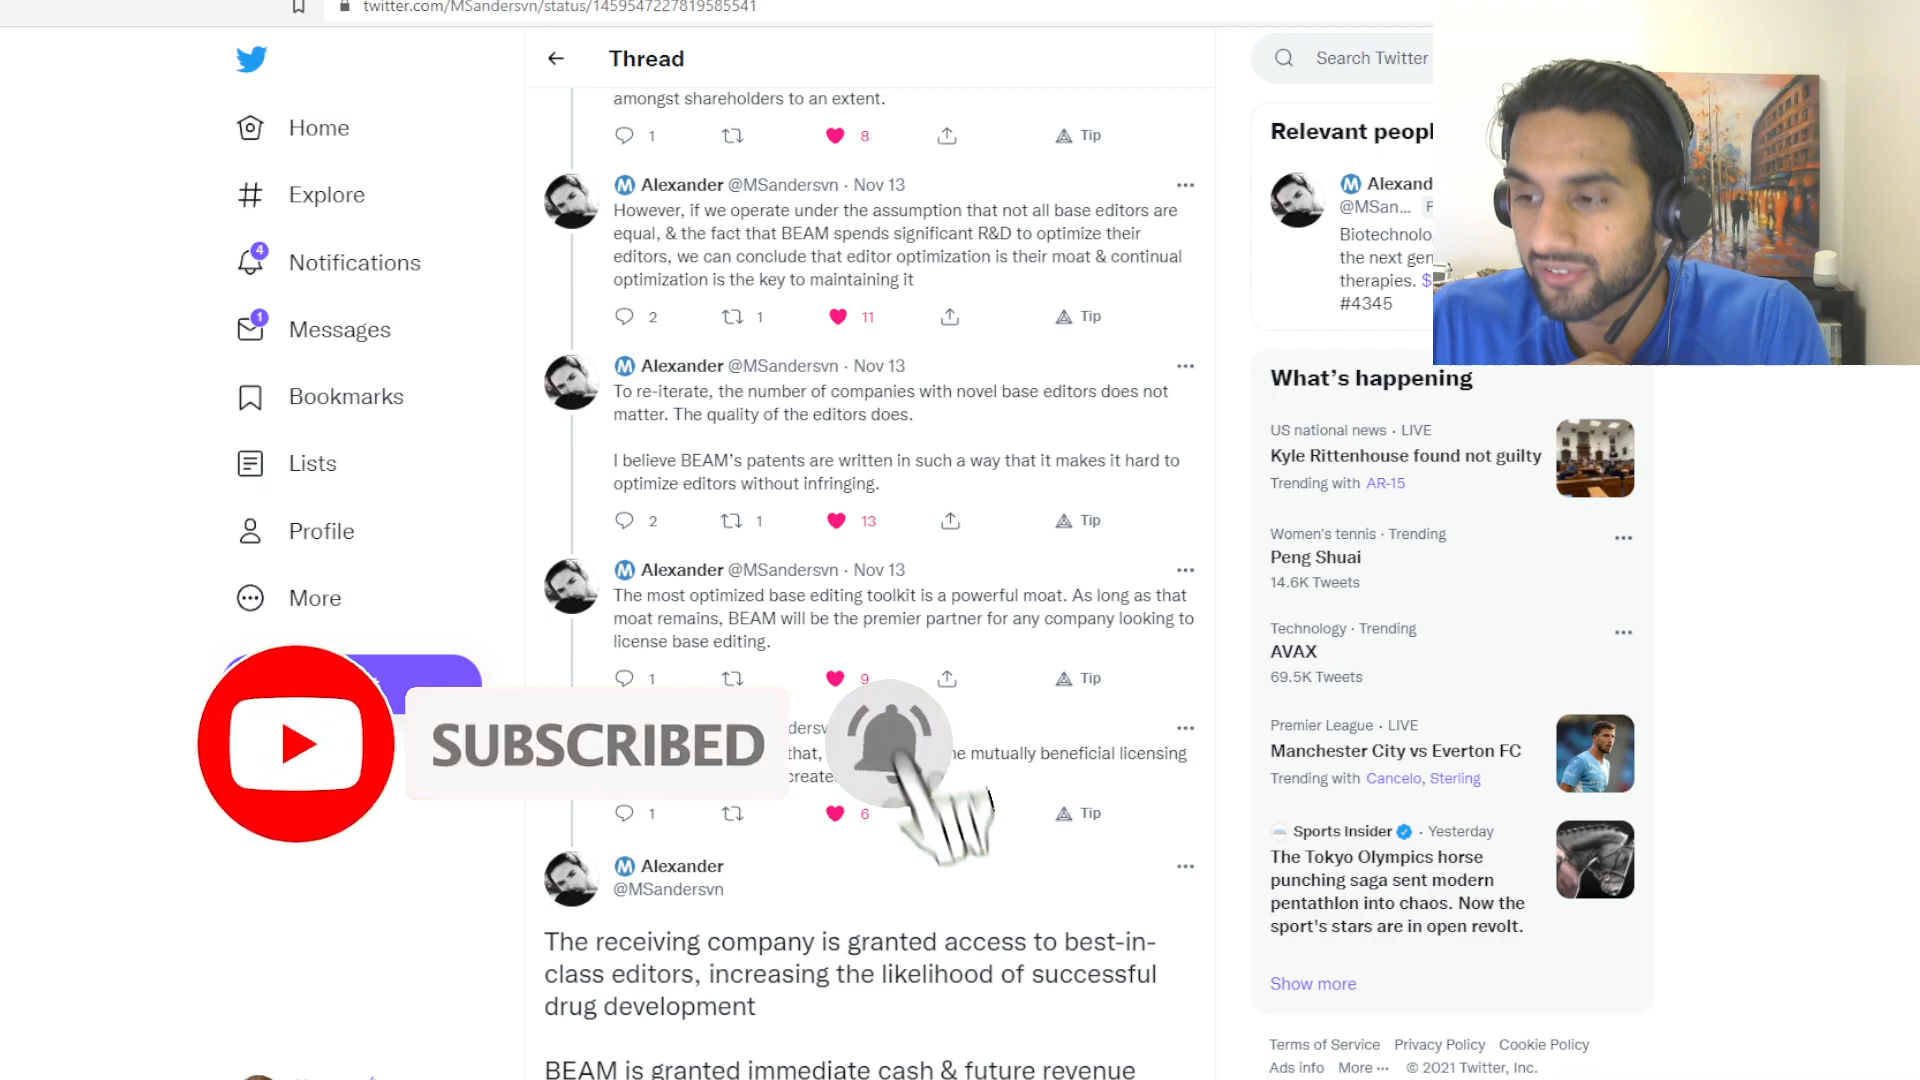 twitter.com/MSandersvn/status/1459547227819585541
Home
Explore
4
Notifications
1
Messages
Bookmarks
Lists
Profile
More
SUBSCRIBED
Thread
amongst shareholders to an extent.
1 8 Tip
Alexander @MSandersvn · Nov 13
However, if we operate under the assumption that not all base editors are
equal, & the fact that BEAM spends significant R&D to optimize their
editors, we can conclude that editor optimization is their moat & continual
optimization is the key to maintaining it
2 1 11 Tip
Alexander @MSandersvn · Nov 13
To re-iterate, the number of companies with novel base editors does not
matter. The quality of the editors does.
I believe BEAM’s patents are written in such a way that it makes it hard to
optimize editors without infringing.
2 1 13 Tip
Alexander @MSandersvn · Nov 13
The most optimized base editing toolkit is a powerful moat. As long as that
moat remains, BEAM will be the premier partner for any company looking to
license base editing.
1 9 Tip
that, mutually beneficial licensing
1 6 Tip
Alexander
@MSandersvn
The receiving company is granted access to best-in-
class editors, increasing the likelihood of successful
drug development
BEAM is granted immediate cash & future revenue
Search Twitter
Relevant
Alexand
@MSan...
the next gen
therapies. $
#4345
What’s happening
US national news · LIVE
Kyle Rittenhouse found not guilty
Trending with AR-15
Women's tennis · Trending
Peng Shuai
14.6K Tweets
Technology · Trending
AVAX
69.5K Tweets
Premier League · LIVE
Manchester City vs Everton FC
Trending with Cancelo, Sterling
Sports Insider · Yesterday
The Tokyo Olympics horse
punching saga sent modern
pentathlon into chaos. Now the
sport's stars are in open revolt.
Show more
Terms of Service Privacy Policy Cookie Policy
Ads info More ··· © 2021 Twitter, Inc.